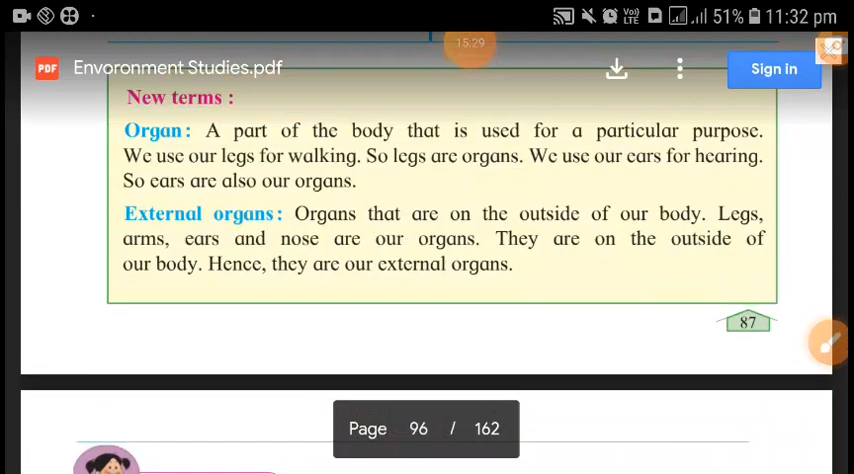 Vo)) 51% 11:32 pm
LTE
15:29
PDF Envoronment Studies.pdf Sign in
New terms :
Organ: A part of the body that is used for a particular purpose.
We use our legs for walking. So legs are organs. We use our ears for hearing.
So ears are also our organs.
External organs: Organs that are on the outside of our body. Legs,
arms, ears and nose are our organs. They are on the outside of
our body. Hence, they are our external organs.
87
Page 96 / 162